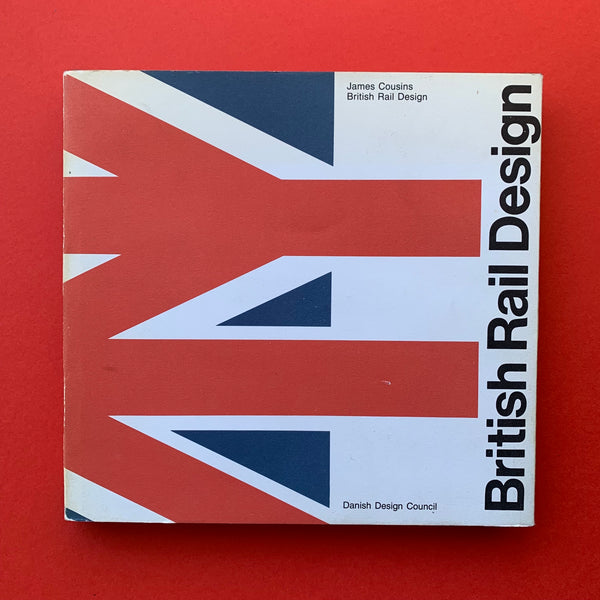 James Cousins
British Rail Design
British Rail Design
Danish Design Council